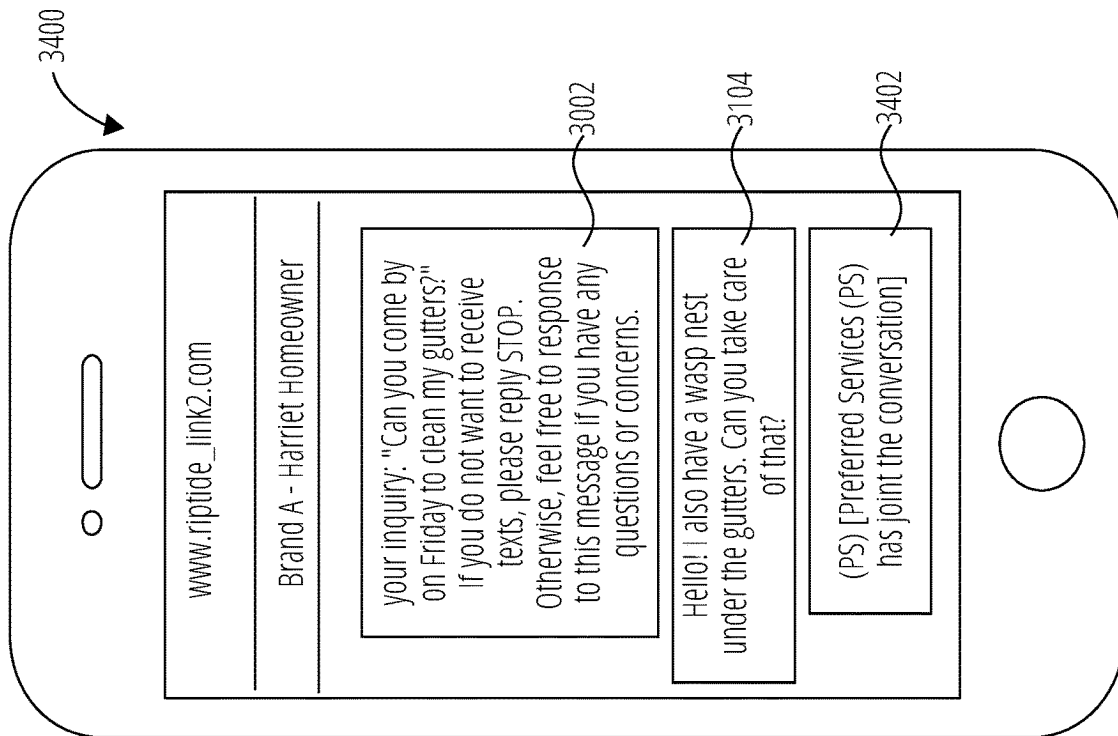 3400
www.riptide_link2.com
Brand A - Harriet Homeowner
your inquiry: "Can you come by
on Friday to clean my gutters?"
If you do not want to receive
texts, please reply STOP.
Otherwise, feel free to response
to this message if you have any
questions or concerns.
3002
Hello! I also have a wasp nest
under the gutters. Can you take care
of that?
3104
(PS) [Preferred Services (PS)
has joint the conversation]
3402